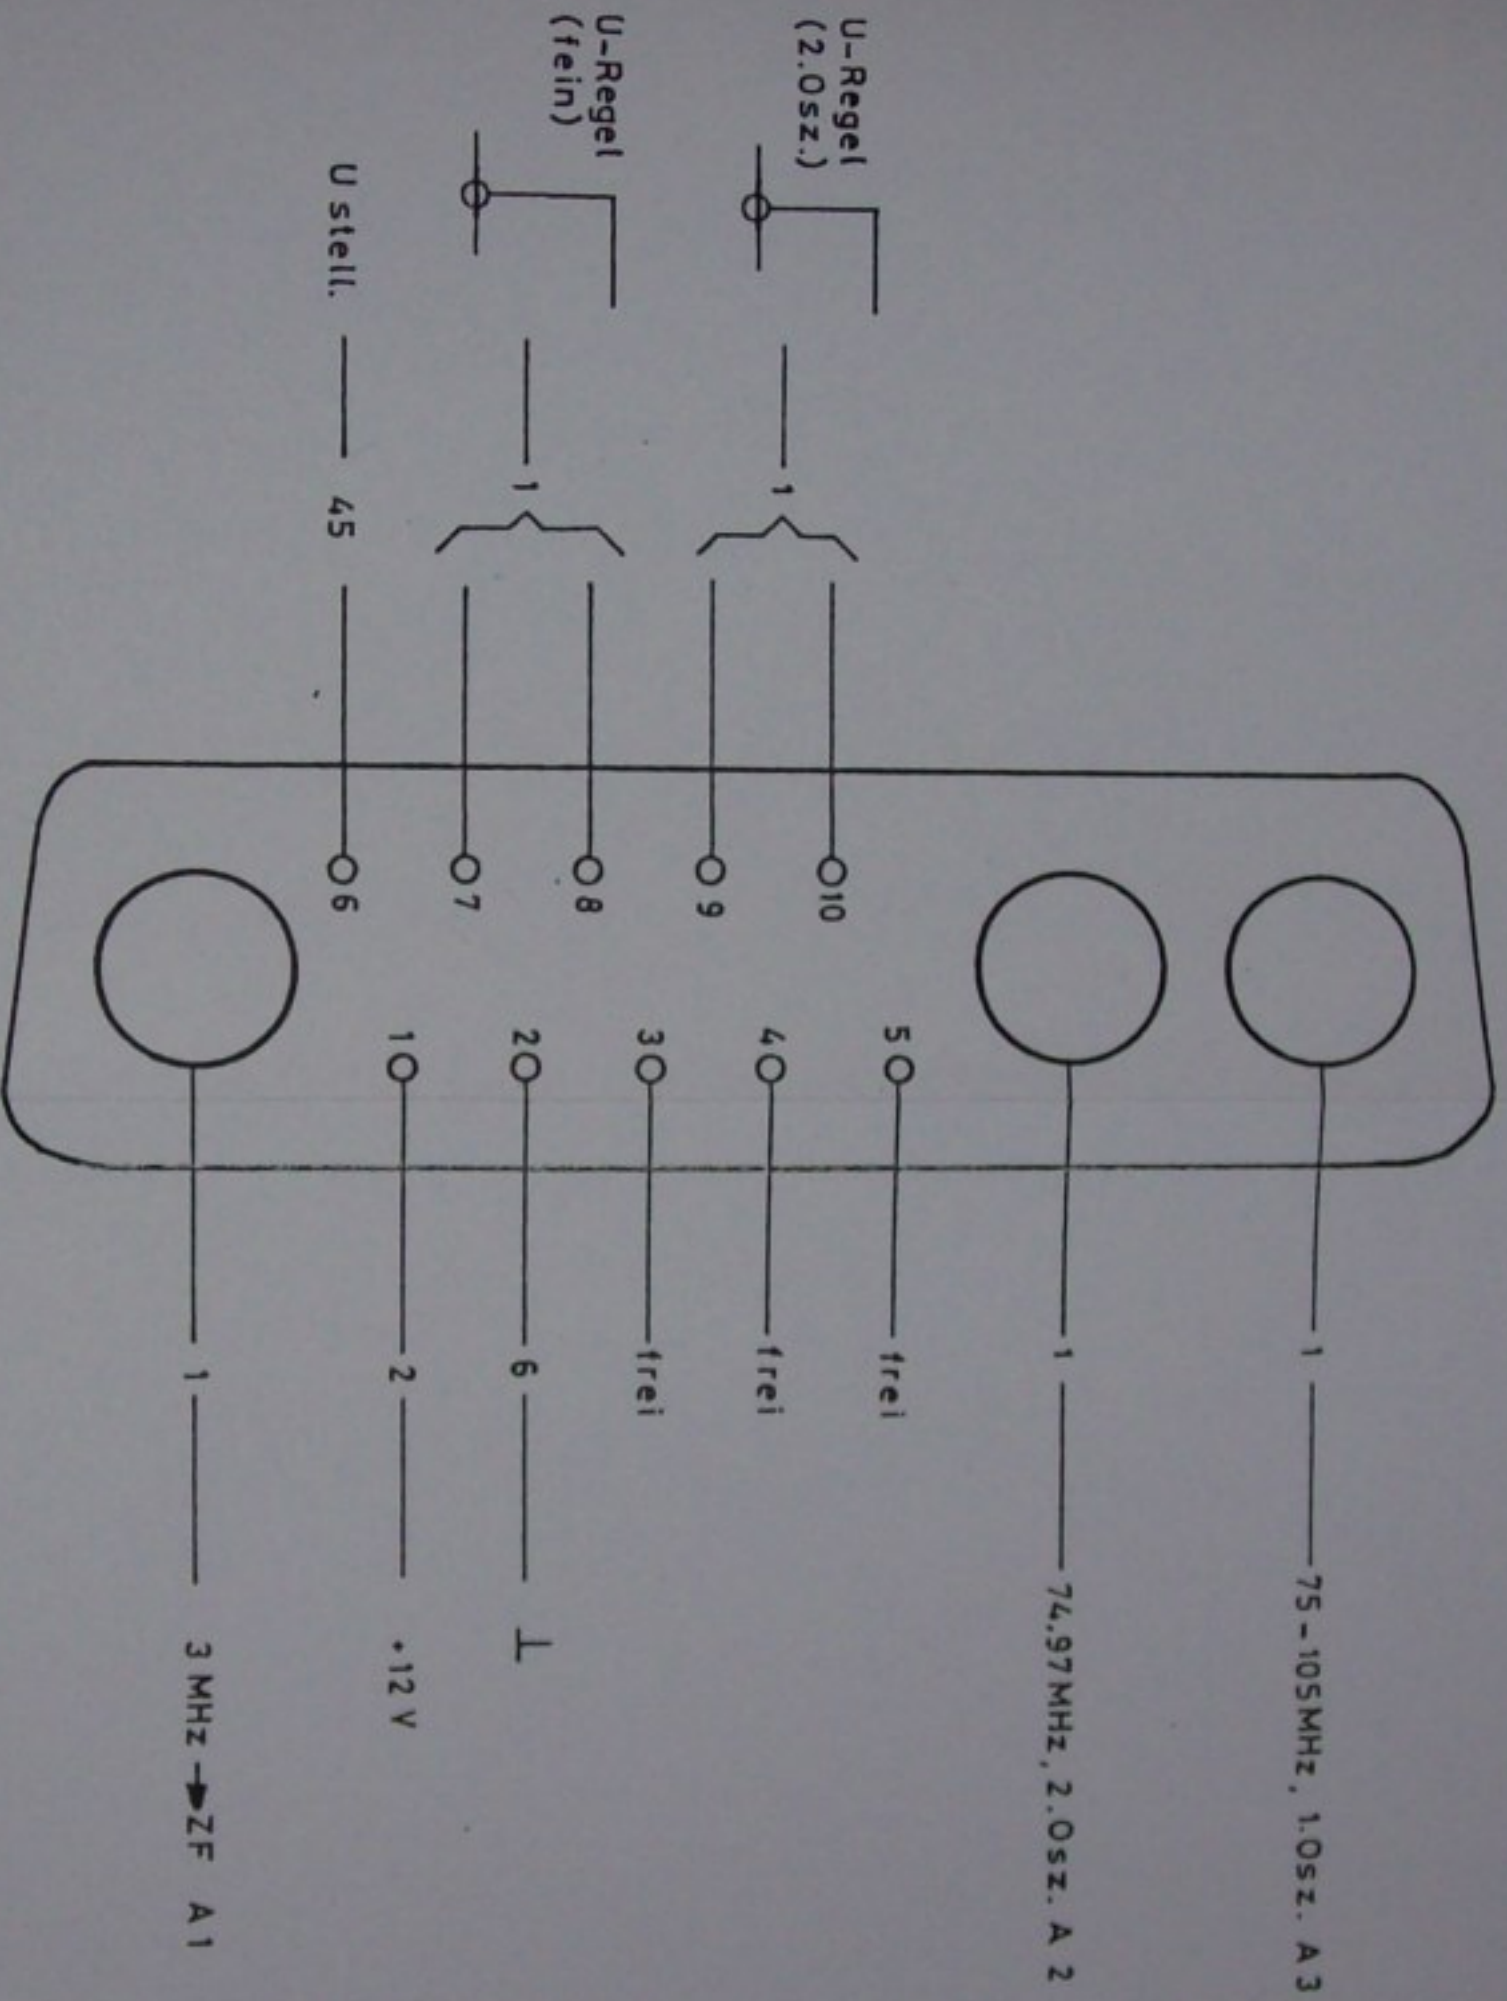 1 75-105MHz, 1.Osz. A 3
1 74.97MHz, 2.Osz. A 2
5 frei
U-Regel
(2.Osz.)
1
10
4 frei
9
3 frei
U-Regel
(fein)
1
8
2 6 ⊥
7
1 2 +12 V
U stell. 45 6
1 3 MHz → ZF A 1